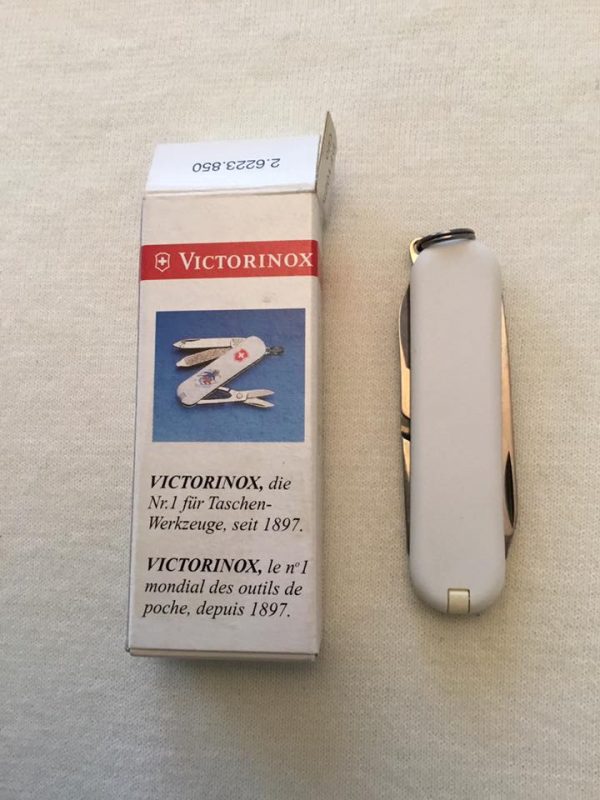 2.6223.850
VICTORINOX
VICTORINOX, die
Nr.1 für Taschen-
Werkzeuge, seit 1897.
VICTORINOX, le nº1
mondial des outils de
poche, depuis 1897.